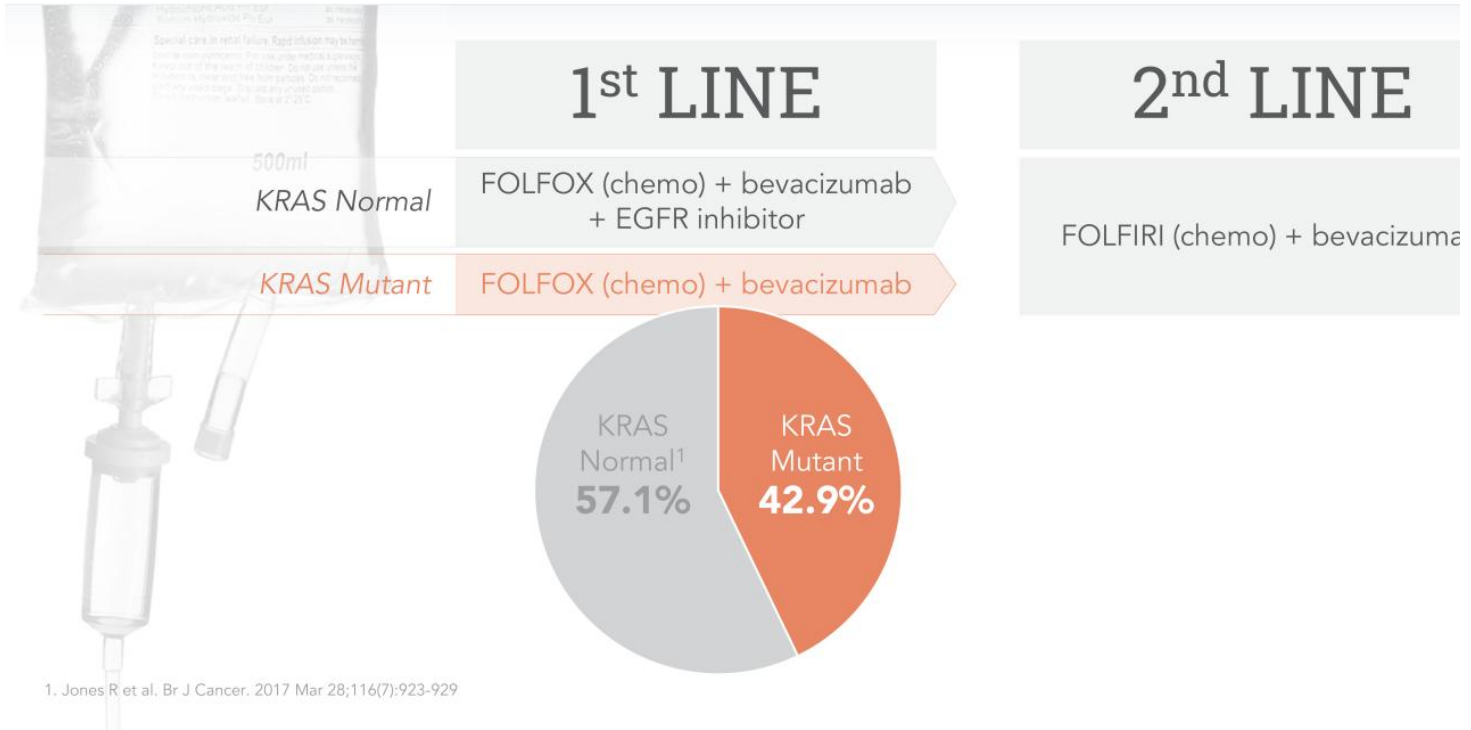 1st LINE
2nd LINE
500ml
KRAS Normal
FOLFOX (chemo) + bevacizumab
+ EGFR inhibitor
FOLFIRI (chemo) +
KRAS Mutant
FOLFOX (chemo) + bevacizumab
KRAS
Normal1
57.1%
KRAS
Mutant
42.9%
1. Jones R et al. Br J Cancer. 2017 Mar 28;116(7):923-929